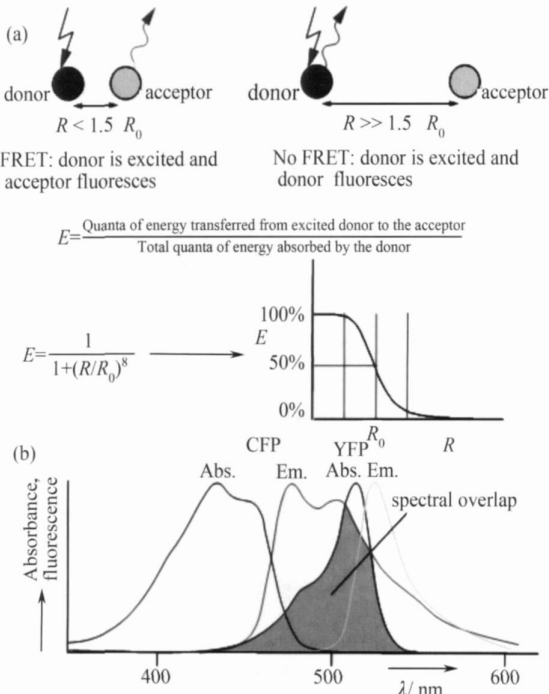 (a)
donor
acceptor
R < 1.5 R₀
FRET: donor is excited and
acceptor fluoresces
donor
acceptor
R >> 1.5 R₀
No FRET: donor is excited and
donor fluoresces
E=Quanta of energy transferred from excited donor to the acceptor
Total quanta of energy absorbed by the donor
E=1
1+(R/R₀)⁸
100%
E
50%
0%
R₀
R
(b)
CFP
YFP
Abs.
Em.
Abs. Em.
spectral overlap
Absorbance,
fluorescence
400
500
600
λ/ nm